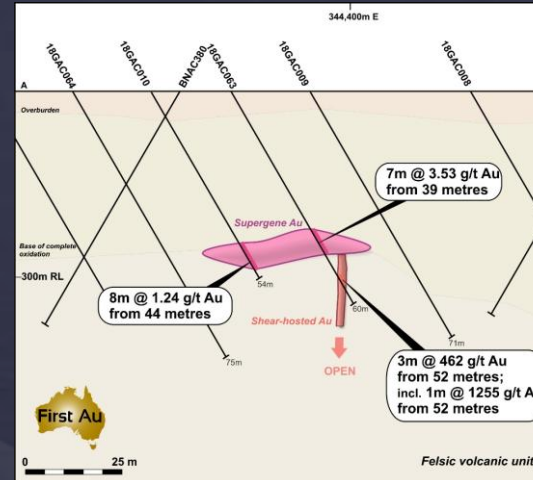 344,400m E
18GAC064
18GAC010
BNAC380
18GAC063
18GAC009
18GAC008
A
Overburden
7m @ 3.53 g/t Au
from 39 metres
Supergene Au
Base of complete
oxidation
300m RL
54m
8m @ 1.24 g/t Au
from 44 metres
60m
Shear-hosted Au
71m
75m
OPEN
3m @ 462 g/t Au
from 52 metres;
incl. 1m @ 1255 g/t A
from 52 metres
First Au
0 25 m
Felsic volcanic unit